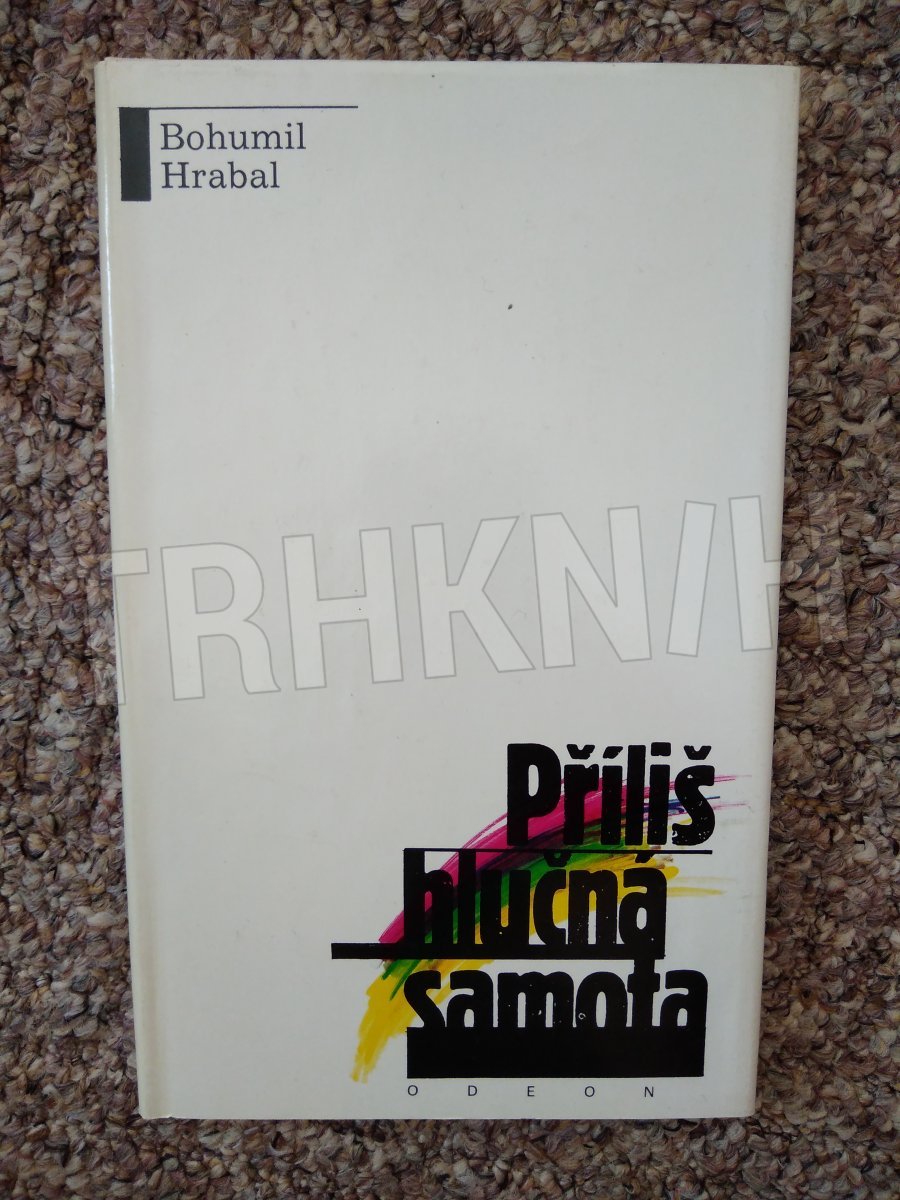 Bohumil
Hrabal
TRHKNIH
Příliš
hlučná
samota
ODEON